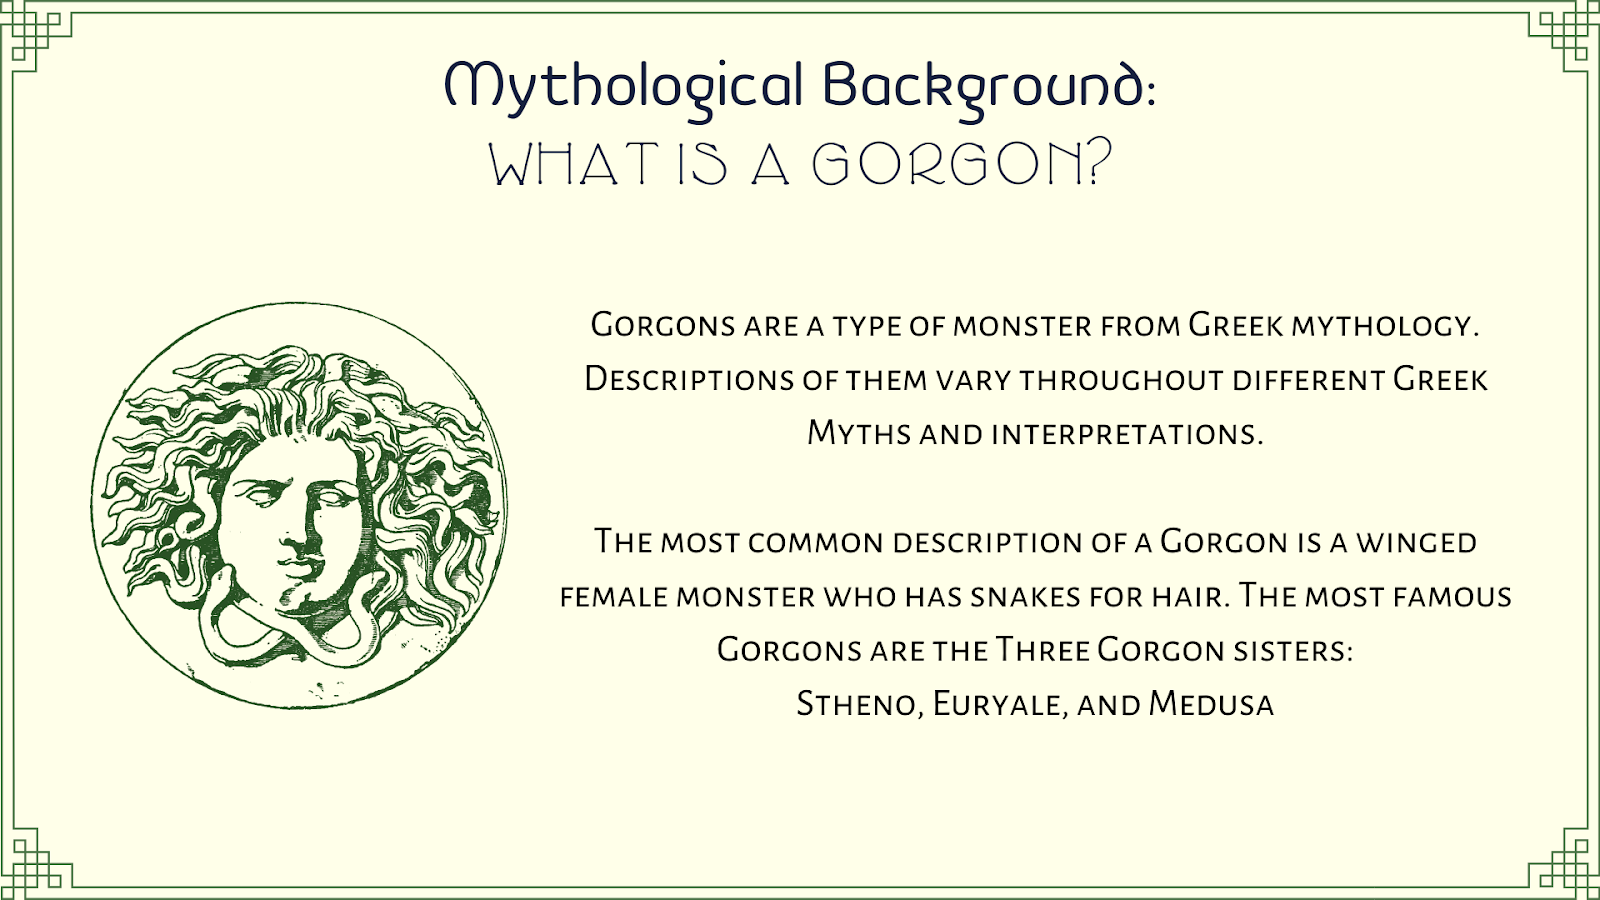 Mythological Background:
WHAT IS A GORGON?
Gorgons are a type of monster from Greek mythology.
Descriptions of them vary throughout different Greek
Myths and interpretations.
The most common description of a Gorgon is a winged
female monster who has snakes for hair. The most famous
Gorgons are the Three Gorgon sisters:
Stheno, Euryale, and Medusa